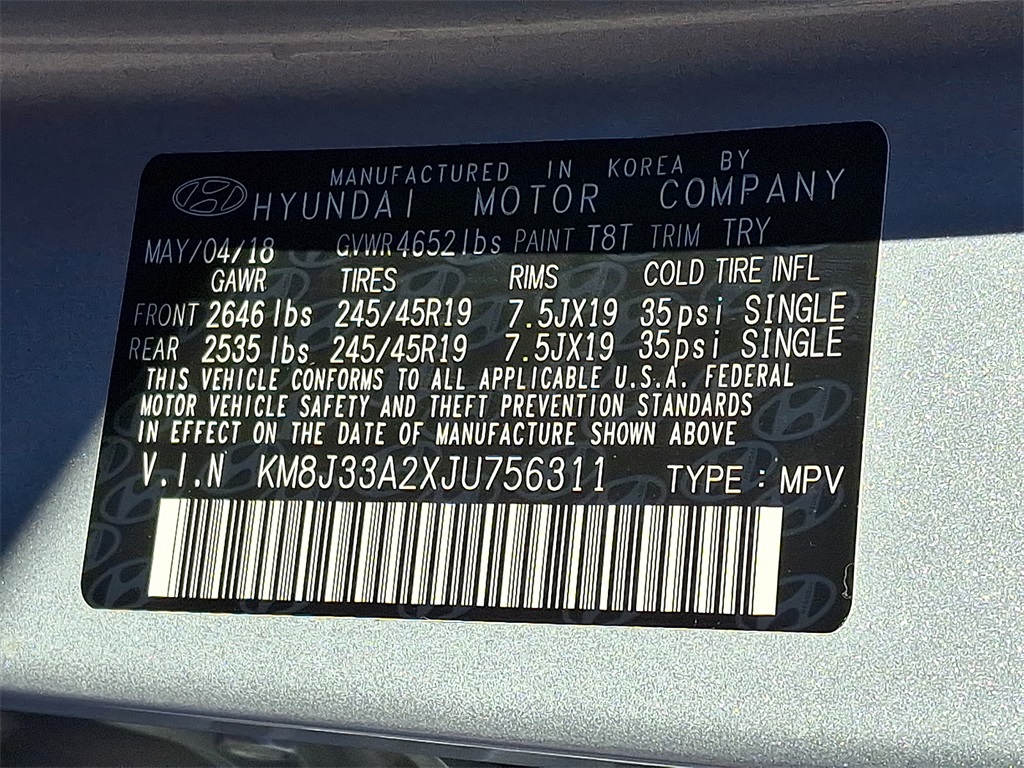 MANUFACTURED IN KOREA BY
HYUNDAI MOTOR COMPANY
MAY/04/18 GVWR 4652lbs PAINT T8T TRIM TRY
GAWR TIRES RIMS COLD TIRE INFL
FRONT 2646lbs 245/45R19 7.5JX19 35psi SINGLE
REAR 2535lbs 245/45R19 7.5JX19 35psi SINGLE
THIS VEHICLE CONFORMS TO ALL APPLICABLE U.S.A. FEDERAL
MOTOR VEHICLE SAFETY AND THEFT PREVENTION STANDARDS
IN EFFECT ON THE DATE OF MANUFACTURE SHOWN ABOVE
V.I.N KM8J33A2XJU756311 TYPE : MPV